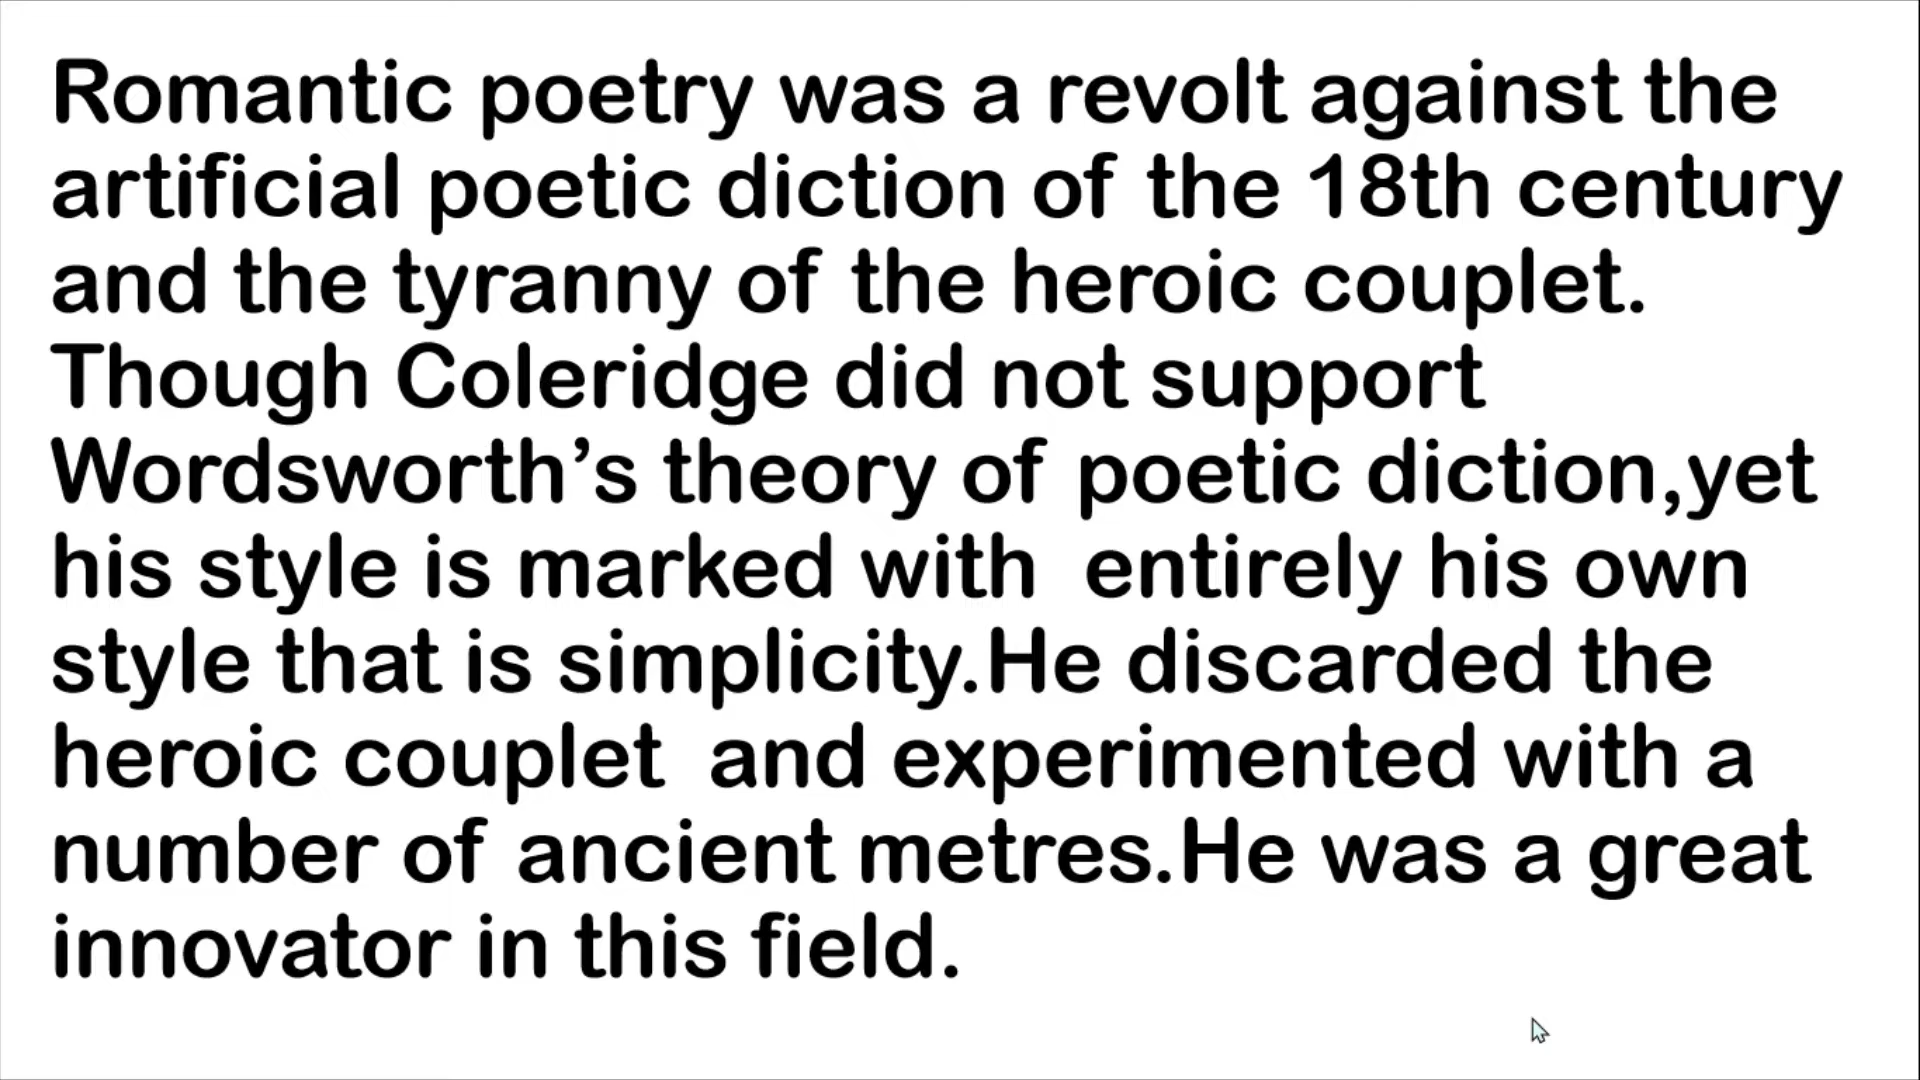 Romantic poetry was a revolt against the
artificial poetic diction of the 18th century
and the tyranny of the heroic couplet.
Though Coleridge did not support
Wordsworth’s theory of poetic diction,yet
his style is marked with  entirely his own
style that is simplicity.He discarded the
heroic couplet  and experimented with a
number of ancient metres.He was a great
innovator in this field.